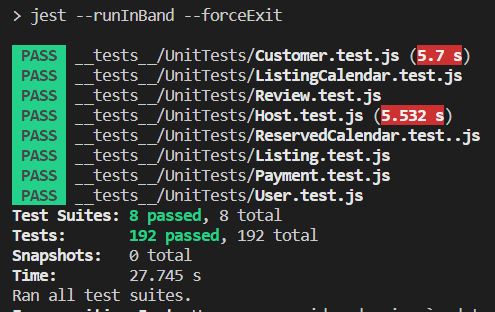 > jest --runInBand --forceExit
PASS __tests__/UnitTests/Customer.test.js (5.7 s)
PASS __tests__/UnitTests/ListingCalendar.test.js
PASS __tests__/UnitTests/Review.test.js
PASS __tests__/UnitTests/Host.test.js (5.532 s)
PASS __tests__/UnitTests/ReservedCalendar.test..js
PASS __tests__/UnitTests/Listing.test.js
PASS __tests__/UnitTests/Payment.test.js
PASS __tests__/UnitTests/User.test.js
Test Suites: 8 passed, 8 total
Tests: 192 passed, 192 total
Snapshots: 0 total
Time: 27.745 s
Ran all test suites.